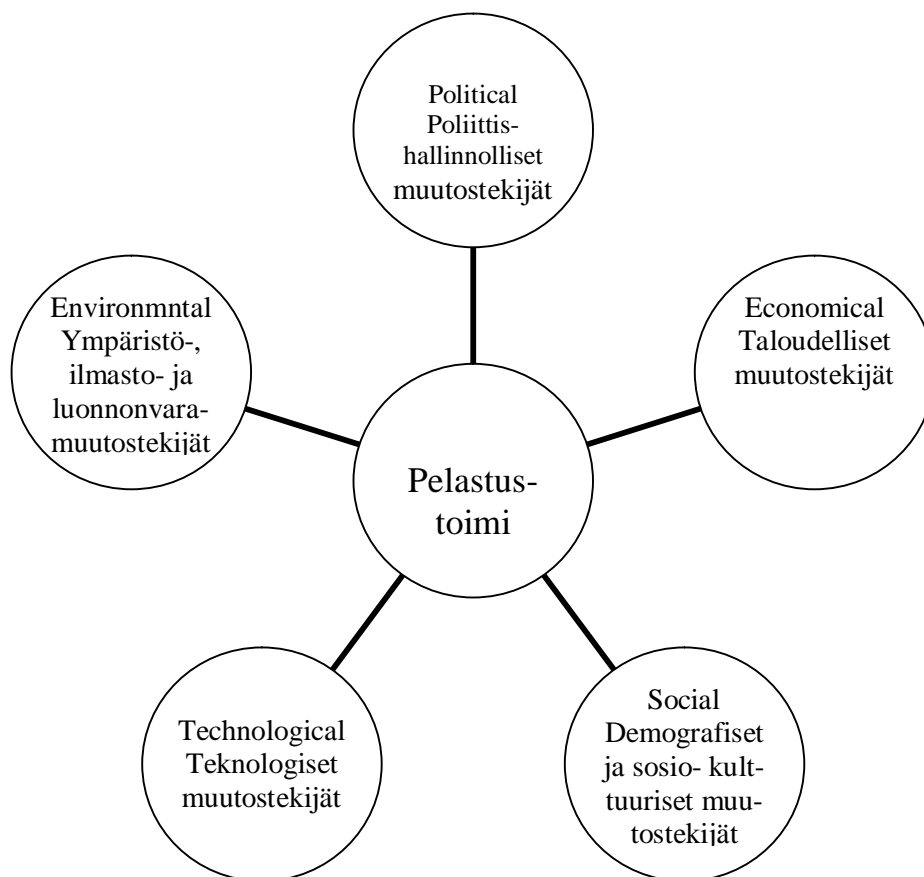 Political
Poliittis-
hallinnolliset
muutostekijät
Environmntal
Ympäristö-,
ilmasto- ja
luonnonvara-
muutostekijät
Economical
Taloudelliset
muutostekijät
Pelastus-
toimi
Technological
Teknologiset
muutostekijät
Social
Demografiset
ja sosio- kult-
tuuriset muu-
tostekijät